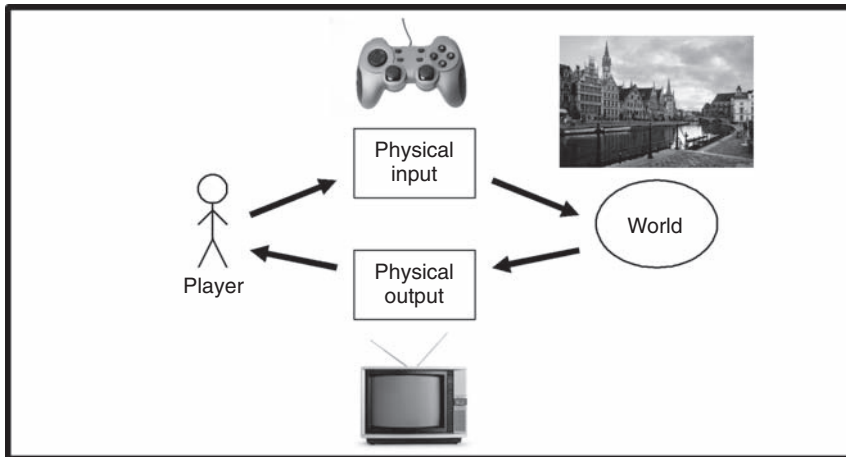 Physical
input
World
Player
Physical
output